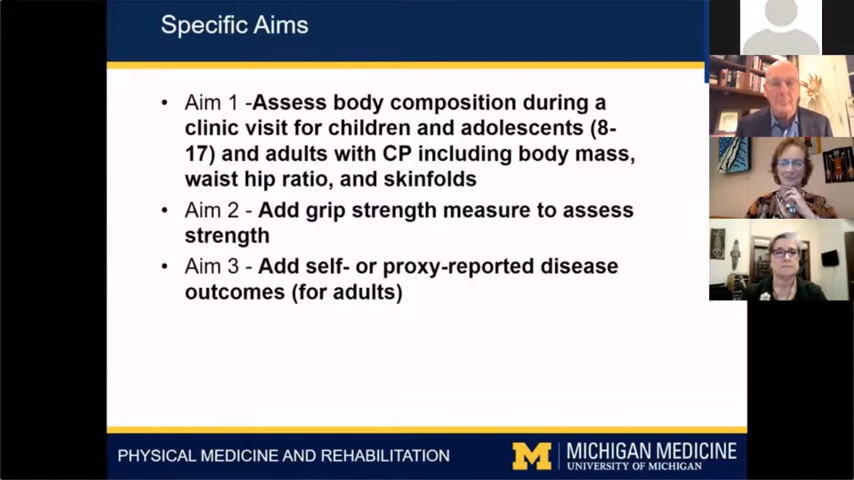 Specific Aims
• Aim 1 -Assess body composition during a
clinic visit for children and adolescents (8-
17) and adults with CP including body mass,
waist hip ratio, and skinfolds
• Aim 2 - Add grip strength measure to assess
strength
• Aim 3 - Add self- or proxy-reported disease
outcomes (for adults)
PHYSICAL MEDICINE AND REHABILITATION
M MICHIGAN MEDICINE
UNIVERSITY OF MICHIGAN